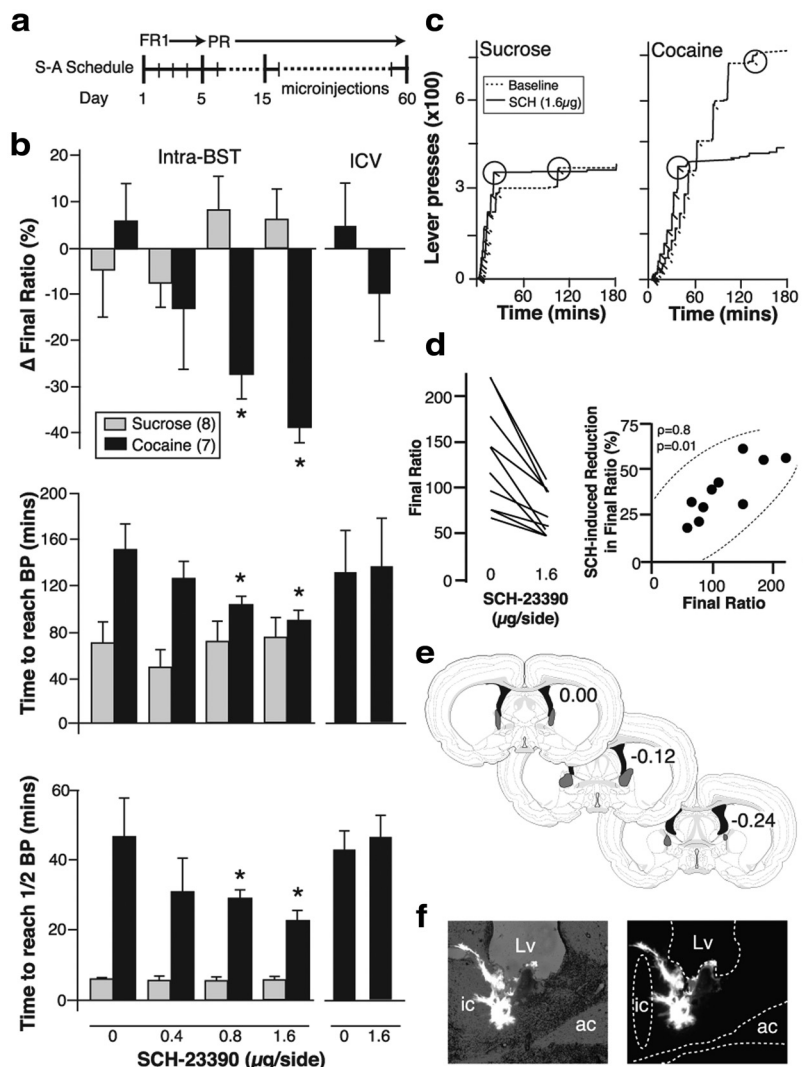 a
FR1 PR
S-A Schedule
microinjections
Day 1 5 15 60
b
Intra-BST ICV
Δ Final Ratio (%)
20
10
0
-10
-20
-30
-40
* *
Sucrose (8)
Cocaine (7)
Time to reach BP (mins)
200
160
120
80
40
0
* *
Time to reach 1/2 BP (mins)
60
40
20
0
* *
0 0.4 0.8 1.6 0 1.6
SCH-23390 (µg/side)
c
Sucrose Cocaine
Baseline
SCH (1.6µg)
Lever presses (x100)
6
3
0
60 120 180 0 60 120 180
Time (mins) Time (mins)
d
Final Ratio
200
150
100
50
0
0 1.6
SCH-23390
(µg/side)
SCH-induced Reduction
in Final Ratio (%)
75
50
25
0
ρ=0.8
p=0.01
0 100 200
Final Ratio
e
0.00
-0.12
-0.24
f
Lv
ic
ac
Lv
ic
ac